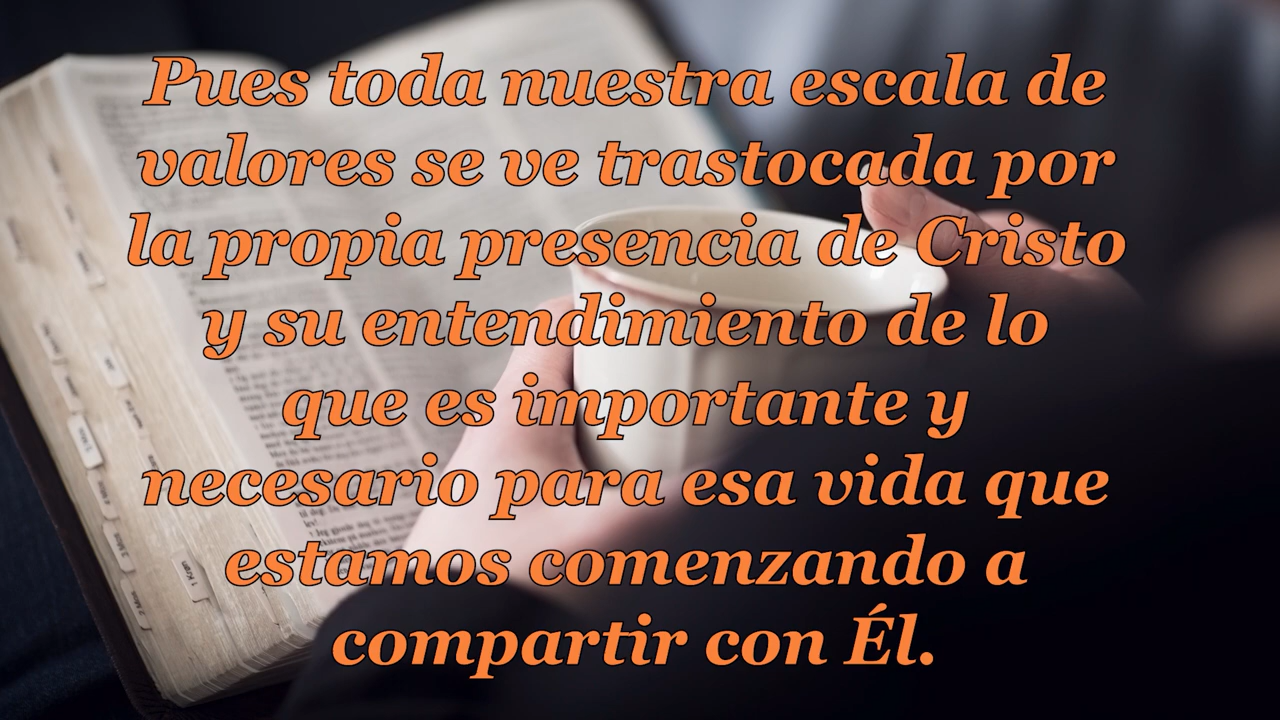 Pues toda nuestra escala de
valores se ve trastocada por
la propia presencia de Cristo
y su entendimiento de lo
que es importante y
necesario para esa vida que
estamos comenzando a
compartir con Él.